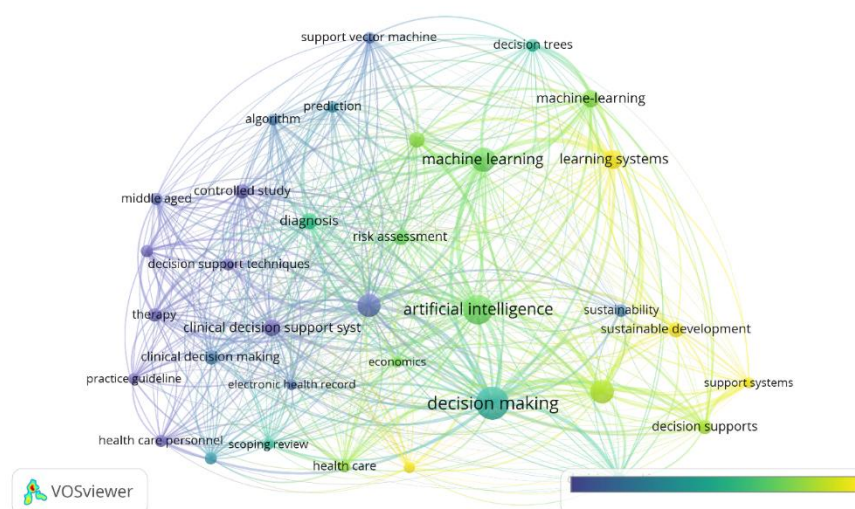 support vector machine
decision trees
prediction
machine-learning
algorithm
machine learning
learning systems
middle aged
controlled study
diagnosis
risk assessment
decision support techniques
therapy
artificial intelligence
sustainability
clinical decision support syst
sustainable development
clinical decision making
economics
practice guideline
electronic health record
support systems
decision making
decision supports
health care personnel
scoping review
health care
VOSviewer